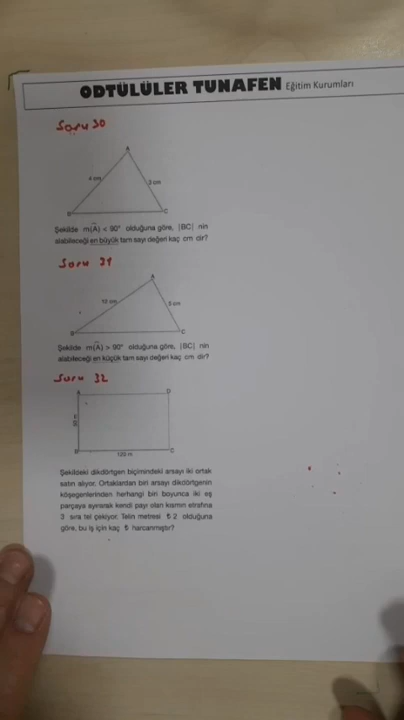 ODTÜLÜLER TUNAFEN Eğitim Kurumları
Soru 30
A
4 cm
3 cm
B
C
Şekilde m(A) < 90° olduğuna göre, |BC| nin
alabileceği en büyük tam sayı değeri kaç cm dir?
Soru 31
A
12 cm
5 cm
B
C
Şekilde m(A) > 90° olduğuna göre, |BC| nin
alabileceği en küçük tam sayı değeri kaç cm dir?
Soru 32
A
D
B
C
120 m
Şekildeki dikdörtgen biçimindeki arsayı iki ortak
satın alıyor. Ortaklardan biri arsayı dikdörtgenin
köşegenlerinden herhangi biri boyunca iki eş
parçaya ayırarak kendi payı olan kısmın etrafına
3 sıra tel çekiyor. Telin metresi ₺ 2 olduğuna
göre, bu iş için kaç ₺ harcanmıştır?